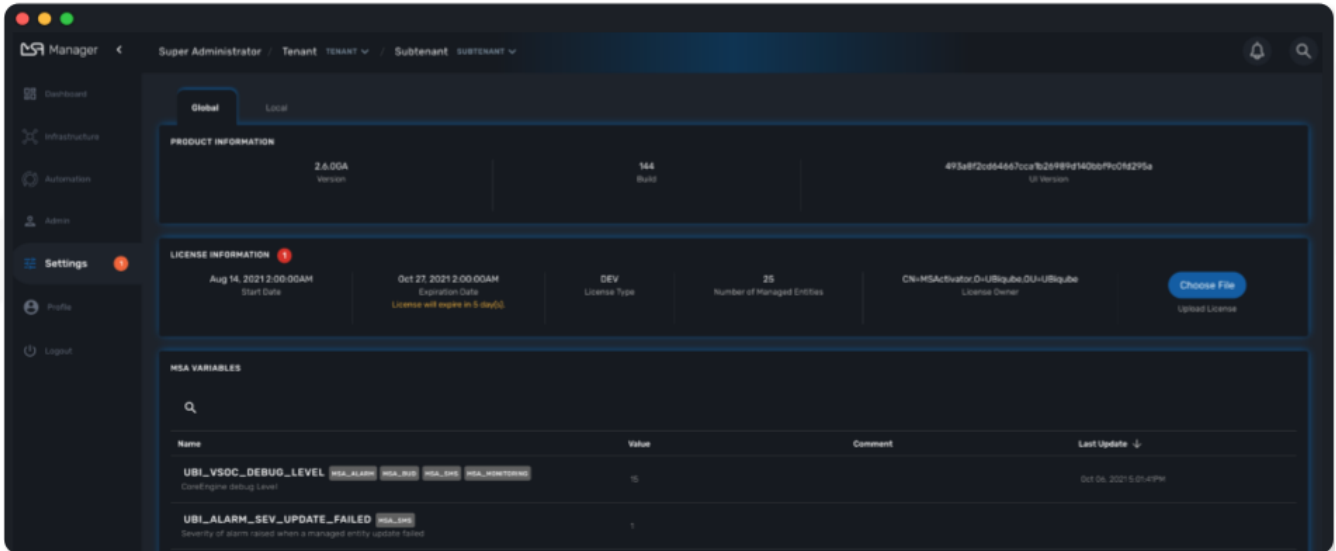 MSA Manager
Super Administrator / Tenant TENANT / Subtenant SUBTENANT
Dashboard
Infrastructure
Automation
Admin
Settings 1
Profile
Logout
Global Local
PRODUCT INFORMATION
2.6.0GA 144
Version Build UI Version
LICENSE INFORMATION 1
Aug 14, 2021 2:00:00AM Oct 27, 2021 2:00:00AM DEV 25 CN=MSActivator,O=UBiqube,OU=UBiqube
Start Date Expiration Date License Type Number of Managed Entities License Owner
License will expire in 5 day(s).
Choose File
Upload License
MSA VARIABLES
Name Value Comment Last Update
UBI_VSOC_DEBUG_LEVEL MSA_ALARM MSA_BUD MSA_SMS MSA_MONITORING
CoreEngine debug Level 15 Oct 06, 2021 5:01:41PM
UBI_ALARM_SEV_UPDATE_FAILED MSA_SMS
Severity of alarm raised when a managed entity update failed 1